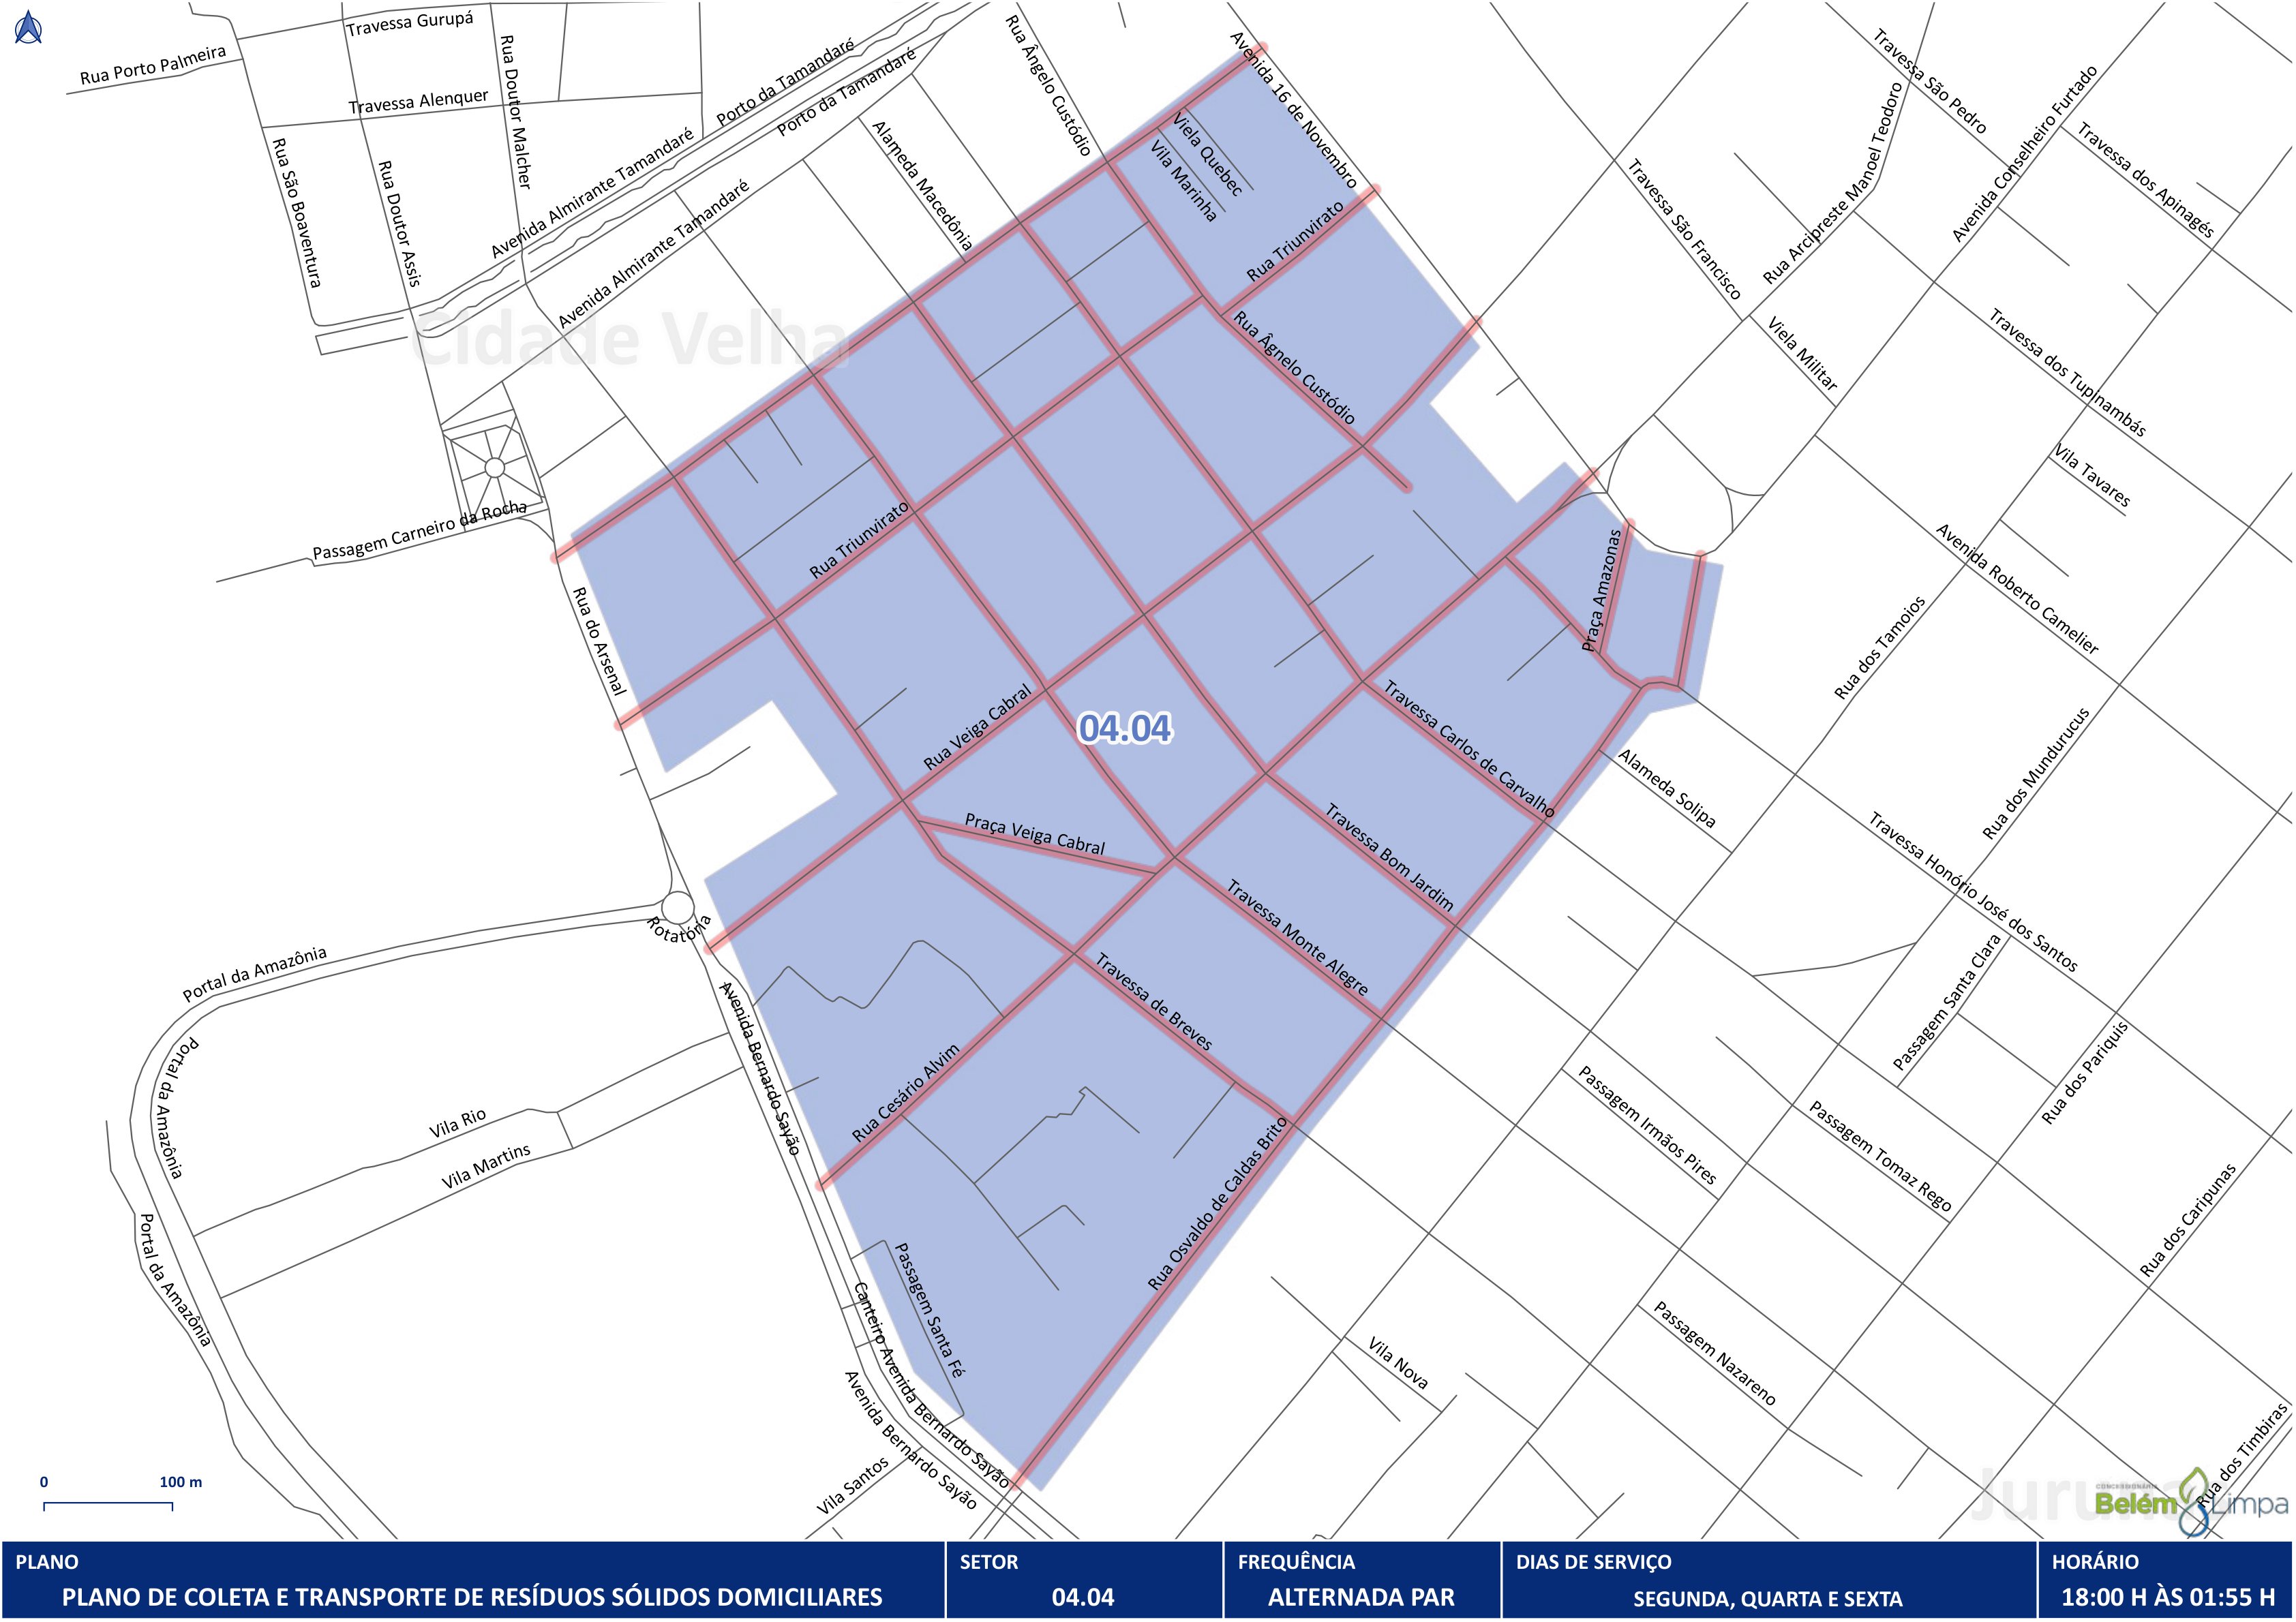 Travessa Gurupá
Rua Porto Palmeira
Rua Doutor Malcher
Travessa Alenquer
Porto da Tamandaré
Porto da Tamandaré
Rua Ângelo Custódio
Avenida 16 de Novembro
Travessa São Pedro
Avenida Conselheiro Furtado
Rua Arcipreste Manoel Teodoro
Travessa dos Apinagés
Rua São Boaventura
Rua Doutor Assis
Avenida Almirante Tamandaré
Avenida Almirante Tamandaré
Alameda Macedônia
Viela Quebec
Vila Marinha
Rua Triunvirato
Travessa São Francisco
Viela Militar
Travessa dos Tupinambás
Cidade Velha
Rua Âgnelo Custódio
Vila Tavares
Passagem Carneiro da Rocha
Rua Triunvirato
Praça Amazonas
Avenida Roberto Camelier
Rua do Arsenal
Rua dos Tamoios
Rua Veiga Cabral
04.04
Travessa Carlos de Carvalho
Alameda Solipa
Rua dos Mundurucus
Praça Veiga Cabral
Travessa Bom Jardim
Travessa Honório José dos Santos
Travessa Monte Alegre
Rotatória
Portal da Amazônia
Travessa de Breves
Passagem Santa Clara
Avenida Bernardo Sayão
Rua Cesário Alvim
Portal da Amazônia
Rua dos Pariquis
Passagem Irmãos Pires
Passagem Tomaz Rego
Vila Rio
Vila Martins
Rua Osvaldo de Caldas Brito
Rua dos Caripunas
Portal da Amazônia
Passagem Santa Fé
Canteiro Avenida Bernardo Sayão
Passagem Nazareno
Vila Nova
Avenida Bernardo Sayão
Vila Santos
Rua dos Timbiras
0 100 m
CONCESSIONÁRIA
Belém Limpa
PLANO
PLANO DE COLETA E TRANSPORTE DE RESÍDUOS SÓLIDOS DOMICILIARES
SETOR
04.04
FREQUÊNCIA
ALTERNADA PAR
DIAS DE SERVIÇO
SEGUNDA, QUARTA E SEXTA
HORÁRIO
18:00 H ÀS 01:55 H